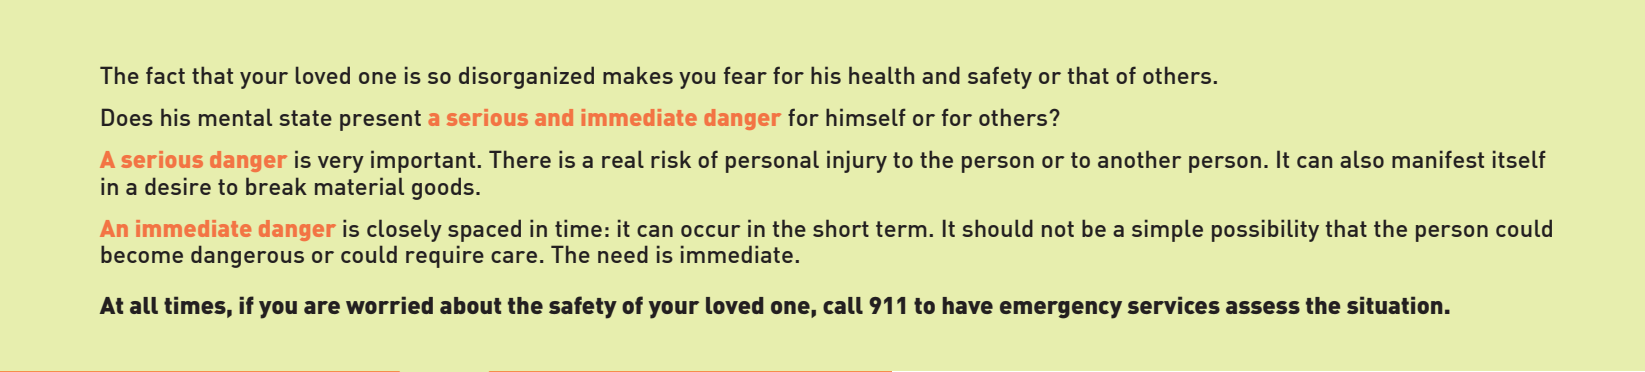 The fact that your loved one is so disorganized makes you fear for his health and safety or that of others.
Does his mental state present a serious and immediate danger for himself or for others?
A serious danger is very important. There is a real risk of personal injury to the person or to another person. It can also manifest itself
in a desire to break material goods.
An immediate danger is closely spaced in time: it can occur in the short term. It should not be a simple possibility that the person could
become dangerous or could require care. The need is immediate.
At all times, if you are worried about the safety of your loved one, call 911 to have emergency services assess the situation.